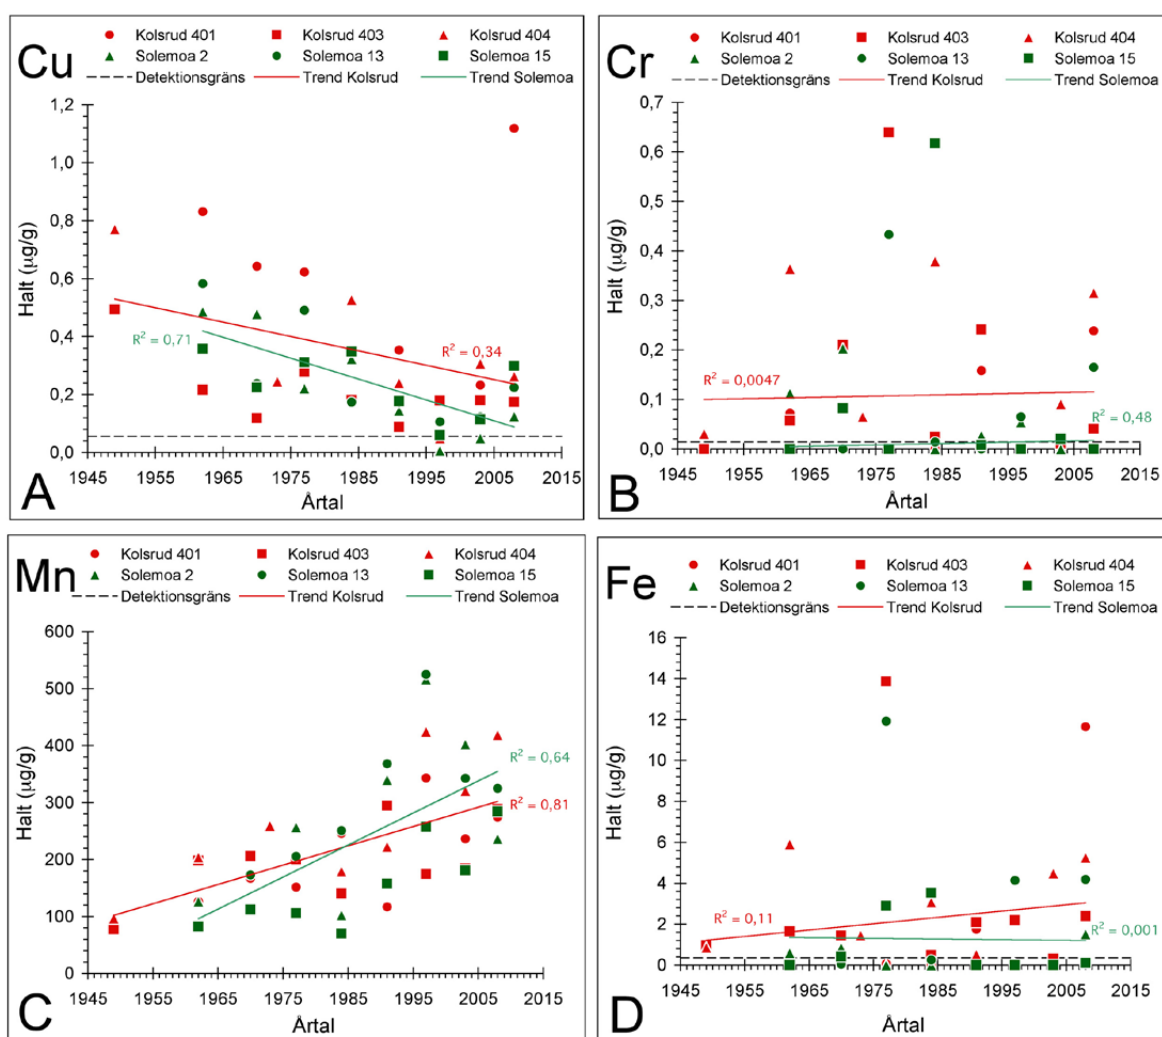 Cu
Kolsrud 401 Kolsrud 403 Kolsrud 404
Solemoa 2 Solemoa 13 Solemoa 15
Detektionsgräns Trend Kolsrud Trend Solemoa
1,2
1,0
0,8
0,6
0,4
0,2
0,0
Halt (µg/g)
R² = 0,71
R² = 0,34
1945 1955 1965 1975 1985 1995 2005 2015
Årtal
A
Cr
Kolsrud 401 Kolsrud 403 Kolsrud 404
Solemoa 2 Solemoa 13 Solemoa 15
Detektionsgräns Trend Kolsrud Trend Solemoa
0,7
0,6
0,5
0,4
0,3
0,2
0,1
0,0
Halt (µg/g)
R² = 0,0047
R² = 0,48
1945 1955 1965 1975 1985 1995 2005 2015
Årtal
B
Mn
Kolsrud 401 Kolsrud 403 Kolsrud 404
Solemoa 2 Solemoa 13 Solemoa 15
Detektionsgräns Trend Kolsrud Trend Solemoa
600
500
400
300
200
100
0
Halt (µg/g)
R² = 0,64
R² = 0,81
1945 1955 1965 1975 1985 1995 2005 2015
Årtal
C
Fe
Kolsrud 401 Kolsrud 403 Kolsrud 404
Solemoa 2 Solemoa 13 Solemoa 15
Detektionsgräns Trend Kolsrud Trend Solemoa
16
14
12
10
8
6
4
2
0
Halt (µg/g)
R² = 0,11
R² = 0,001
1945 1955 1965 1975 1985 1995 2005 2015
Årtal
D